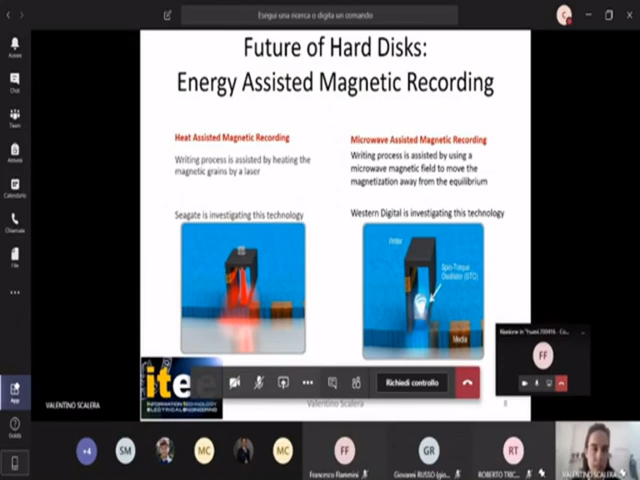 Esegui una ricerca o digita un comando
C
Future of Hard Disks:
Energy Assisted Magnetic Recording
Heat Assisted Magnetic Recording
Writing process is assisted by heating the
magnetic grains by a laser
Seagate is investigating this technology
Microwave Assisted Magnetic Recording
Writing process is assisted by using a
microwave magnetic field to move the
magnetization away from the equilibrium
Western Digital is investigating this technology
Spin-Torque
Oscillator (STO)
Media
Chat
Team
Attività
Calendario
Chiamate
File
App
Guida
FF
itee
INFORMATION TECHNOLOGY
ELECTRICAL ENGINEERING
Richiedi controllo
Valentino Scalera
8
VALENTINO SCALERA
+4
SM
MC
MC
FF
GR
RT
Francesco Fiammini
Giovanni RUSSO
ROBERTO TRIC...
VALENTINO SCALERA